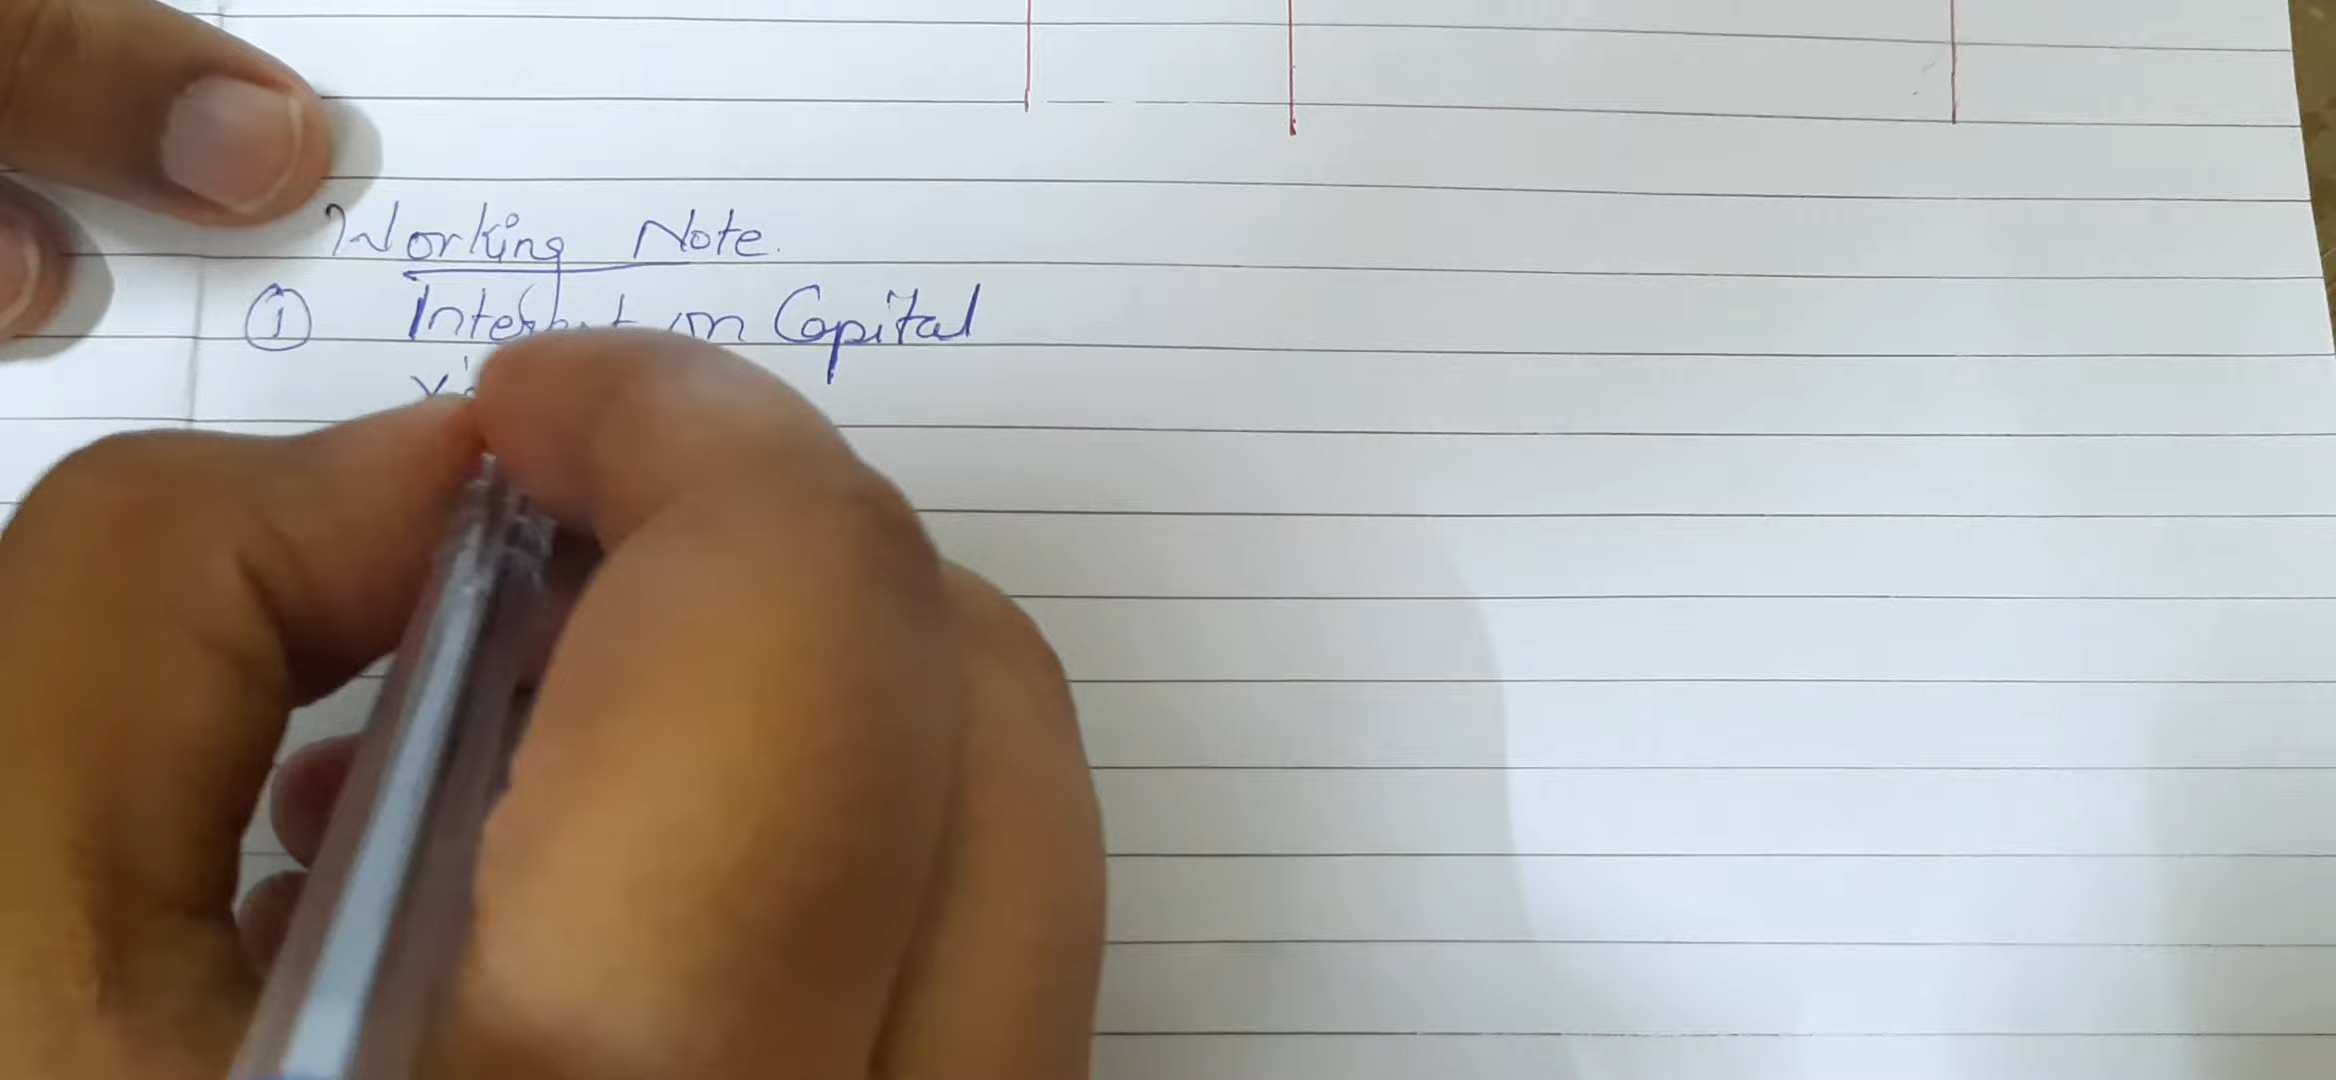 Working Note.
① Interest on Capital